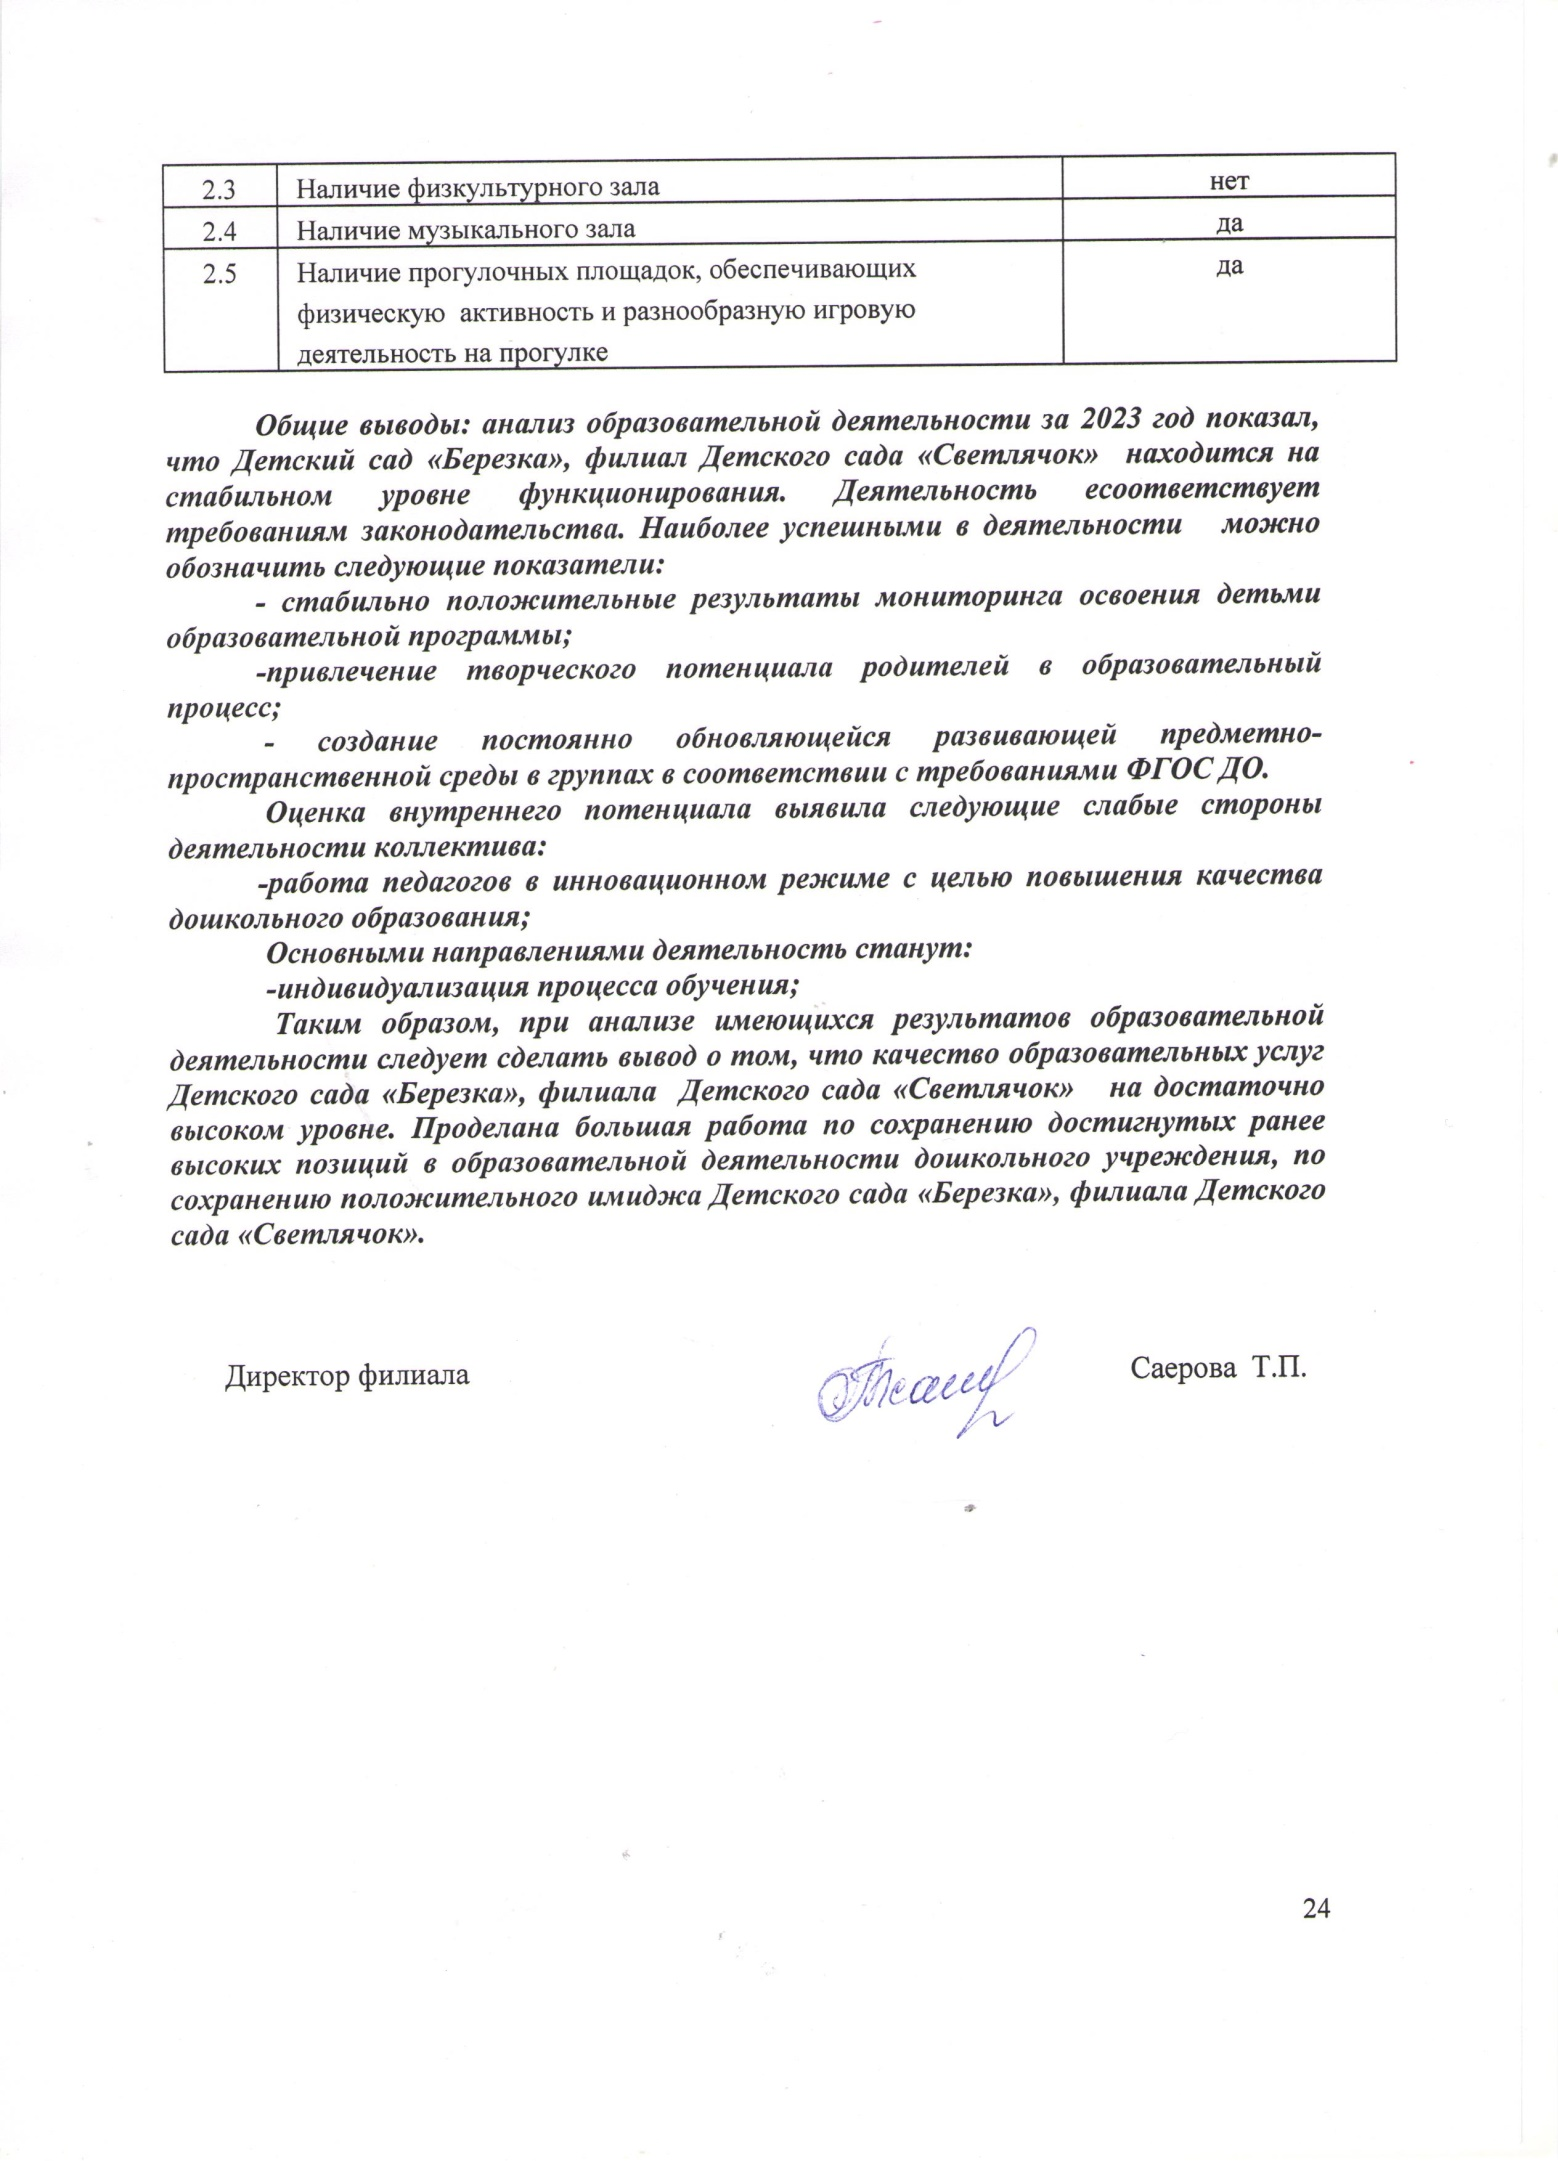 2.3 Наличие физкультурного зала нет
2.4 Наличие музыкального зала да
2.5 Наличие прогулочных площадок, обеспечивающих да
физическую активность и разнообразную игровую
деятельность на прогулке
Общие выводы: анализ образовательной деятельности за 2023 год показал,
что Детский сад «Березка», филиал Детского сада «Светлячок» находится на
стабильном уровне функционирования. Деятельность есоответствует
требованиям законодательства. Наиболее успешными в деятельности можно
обозначить следующие показатели:
- стабильно положительные результаты мониторинга освоения детьми
образовательной программы;
-привлечение творческого потенциала родителей в образовательный
процесс;
- создание постоянно обновляющейся развивающей предметно-
пространственной среды в группах в соответствии с требованиями ФГОС ДО.
Оценка внутреннего потенциала выявила следующие слабые стороны
деятельности коллектива:
-работа педагогов в инновационном режиме с целью повышения качества
дошкольного образования;
Основными направлениями деятельность станут:
-индивидуализация процесса обучения;
Таким образом, при анализе имеющихся результатов образовательной
деятельности следует сделать вывод о том, что качество образовательных услуг
Детского сада «Березка», филиала Детского сада «Светлячок» на достаточно
высоком уровне. Проделана большая работа по сохранению достигнутых ранее
высоких позиций в образовательной деятельности дошкольного учреждения, по
сохранению положительного имиджа Детского сада «Березка», филиала Детского
сада «Светлячок».
Директор филиала Саерова Т.П.
24